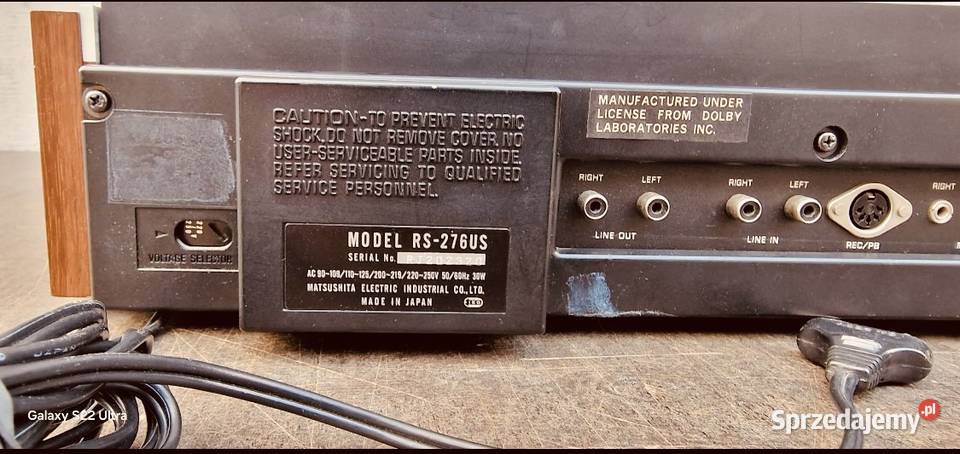 CAUTION-TO PREVENT ELECTRIC
SHOCK.DO NOT REMOVE COVER. NO
USER-SERVICEABLE PARTS INSIDE.
REFER SERVICING TO QUALIFIED
SERVICE PERSONNEL.
MANUFACTURED UNDER
LICENSE FROM DOLBY
LABORATORIES INC.
RIGHT LEFT RIGHT LEFT RIGHT
LINE OUT LINE IN REC/PB
VOLTAGE SELECTOR
MODEL RS-276US
SERIAL No.
AC 90~109/110~125/200~219/220~250V 50/60Hz 30W
MATSUSHITA ELECTRIC INDUSTRIAL CO., LTD.
MADE IN JAPAN
Galaxy S22 Ultra
Sprzedajemy.pl